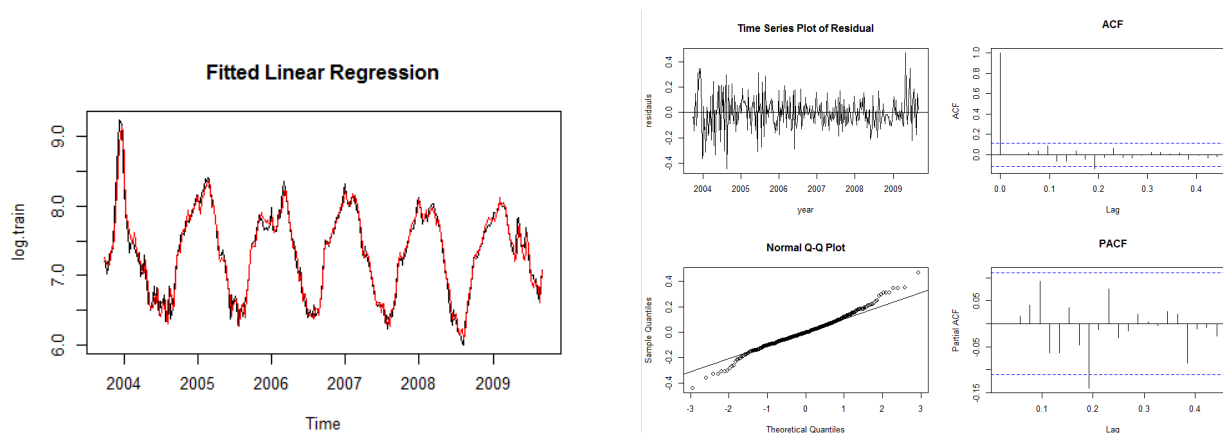 Fitted Linear Regression
log.train
9.0
8.0
7.0
6.0
2004 2005 2006 2007 2008 2009
Time
Time Series Plot of Residual
residauls
0.4
0.2
0.0
-0.2
-0.4
2004 2005 2006 2007 2008 2009
year
ACF
ACF
1.0
0.8
0.6
0.4
0.2
0.0
0.0 0.1 0.2 0.3 0.4
Lag
Normal Q-Q Plot
Sample Quantiles
0.4
0.2
0.0
-0.2
-0.4
-3 -2 -1 0 1 2 3
Theoretical Quantiles
PACF
Partial ACF
0.05
-0.05
-0.15
0.1 0.2 0.3 0.4
Lag